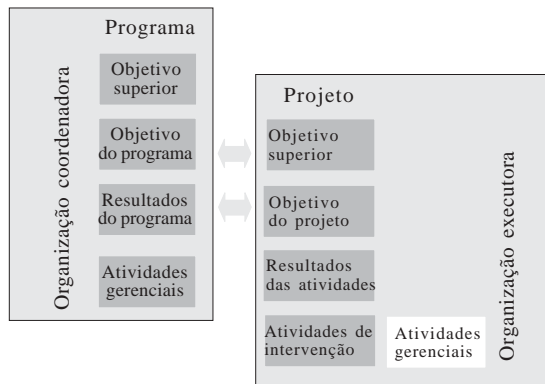 Programa
Organização coordenadora
Objetivo
superior
Objetivo
do programa
Resultados
do programa
Atividades
gerenciais
Projeto
Organização executora
Objetivo
superior
Objetivo
do projeto
Resultados
das atividades
Atividades de
intervenção
Atividades
gerenciais